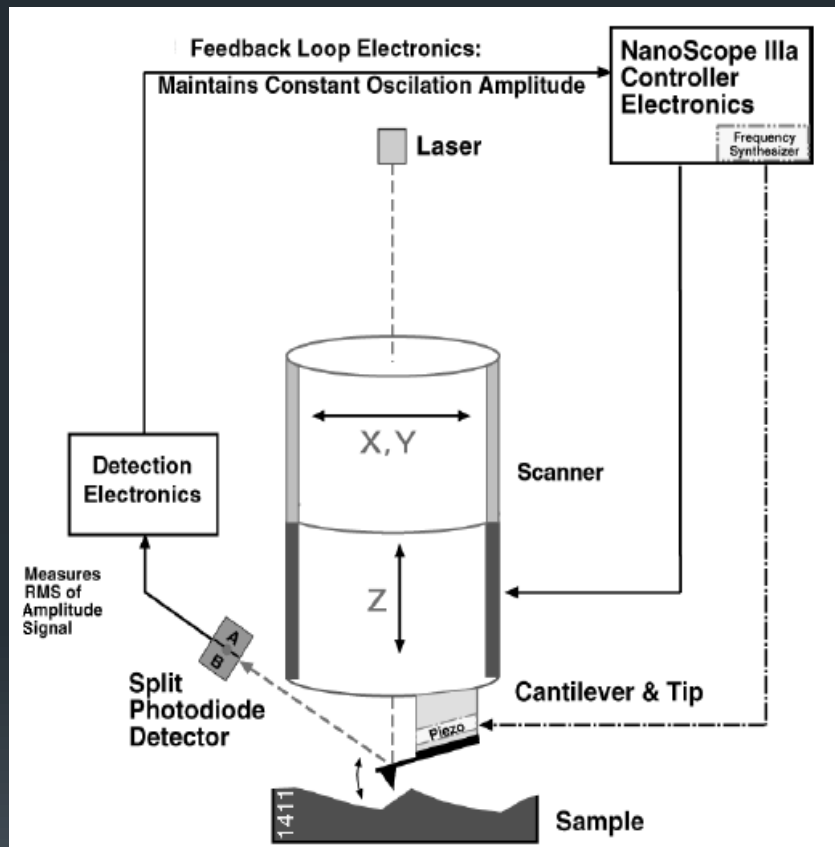 Feedback Loop Electronics:
Maintains Constant Oscilation Amplitude
NanoScope IIIa
Controller
Electronics
Frequency
Synthesizer
Laser
X, Y
Scanner
Detection
Electronics
Measures
RMS of
Amplitude
Signal
Z
A
B
Split
Photodiode
Detector
Cantilever & Tip
Piezo
1411
Sample